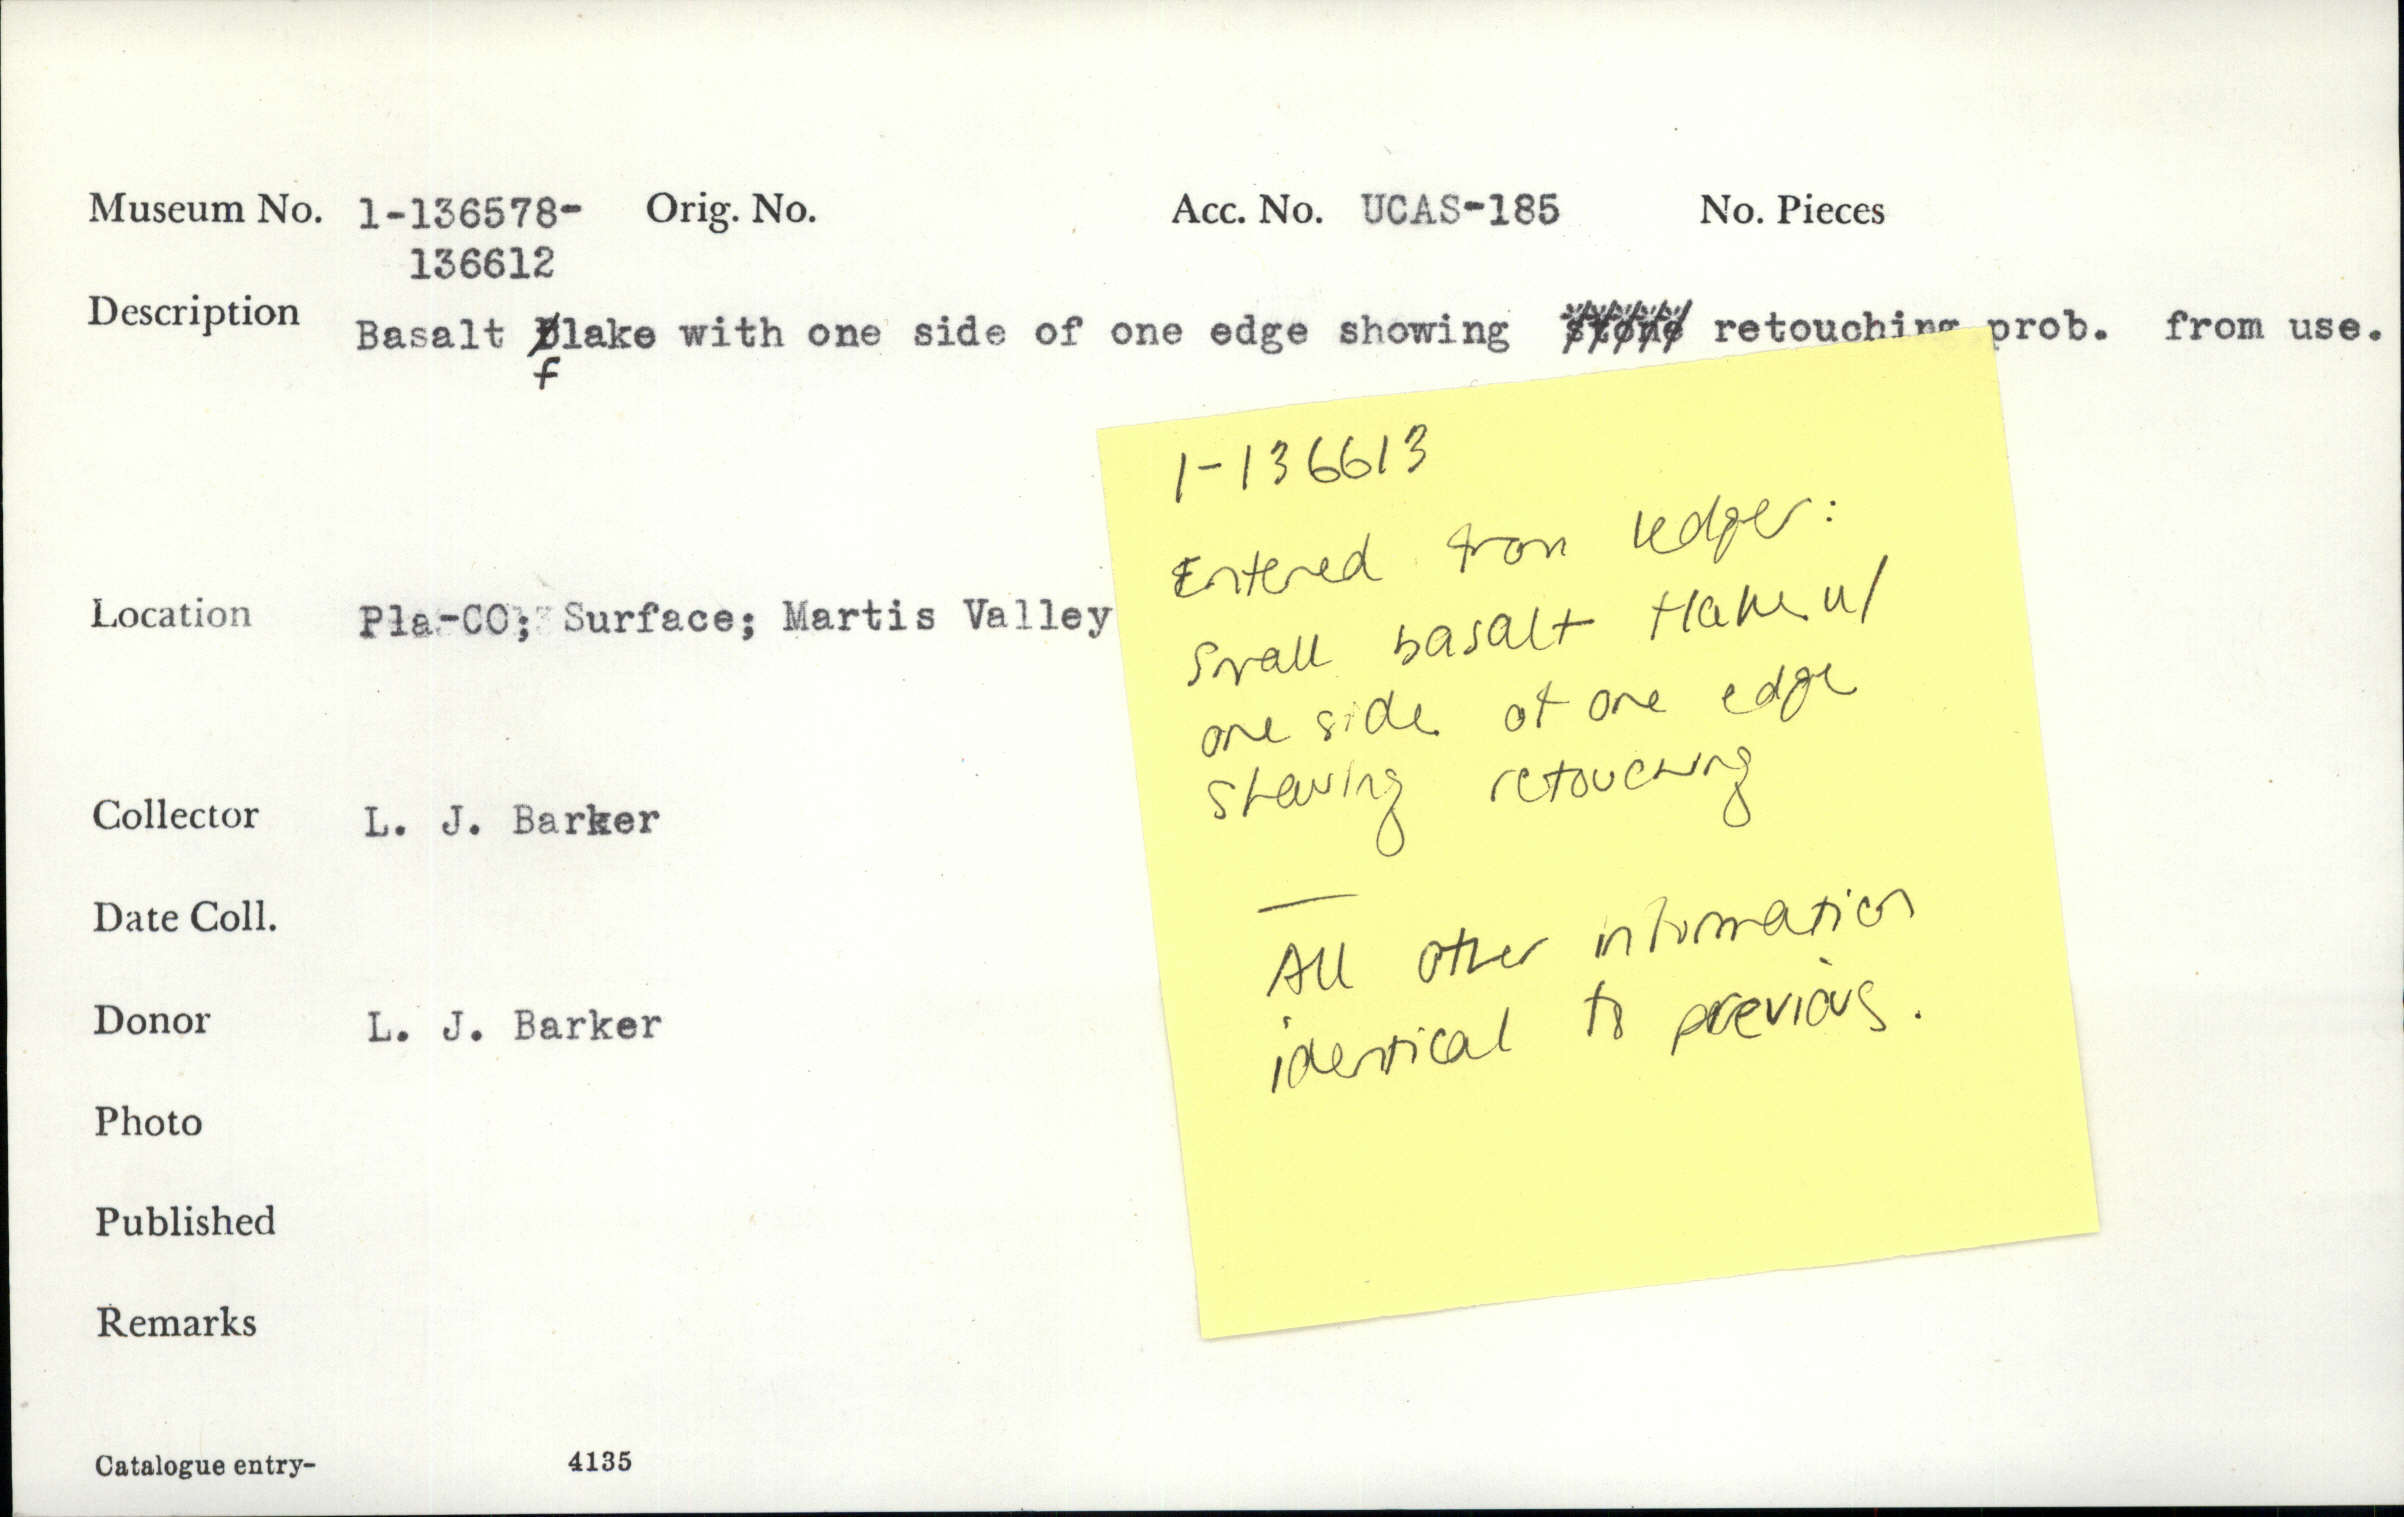 Museum No. 1-136578- Orig. No. Acc. No. UCAS-185 No. Pieces
136612
Description Basalt flake with one side of one edge showing retouching prob. from use.
1-136613
Entered from ledger:
Small basalt flake w/
one side of one edge
showing retouching
—
All other information
identical to previous.
Location Pla-CO; Surface; Martis Valley
Collector L. J. Barker
Date Coll.
Donor L. J. Barker
Photo
Published
Remarks
Catalogue entry- 4135